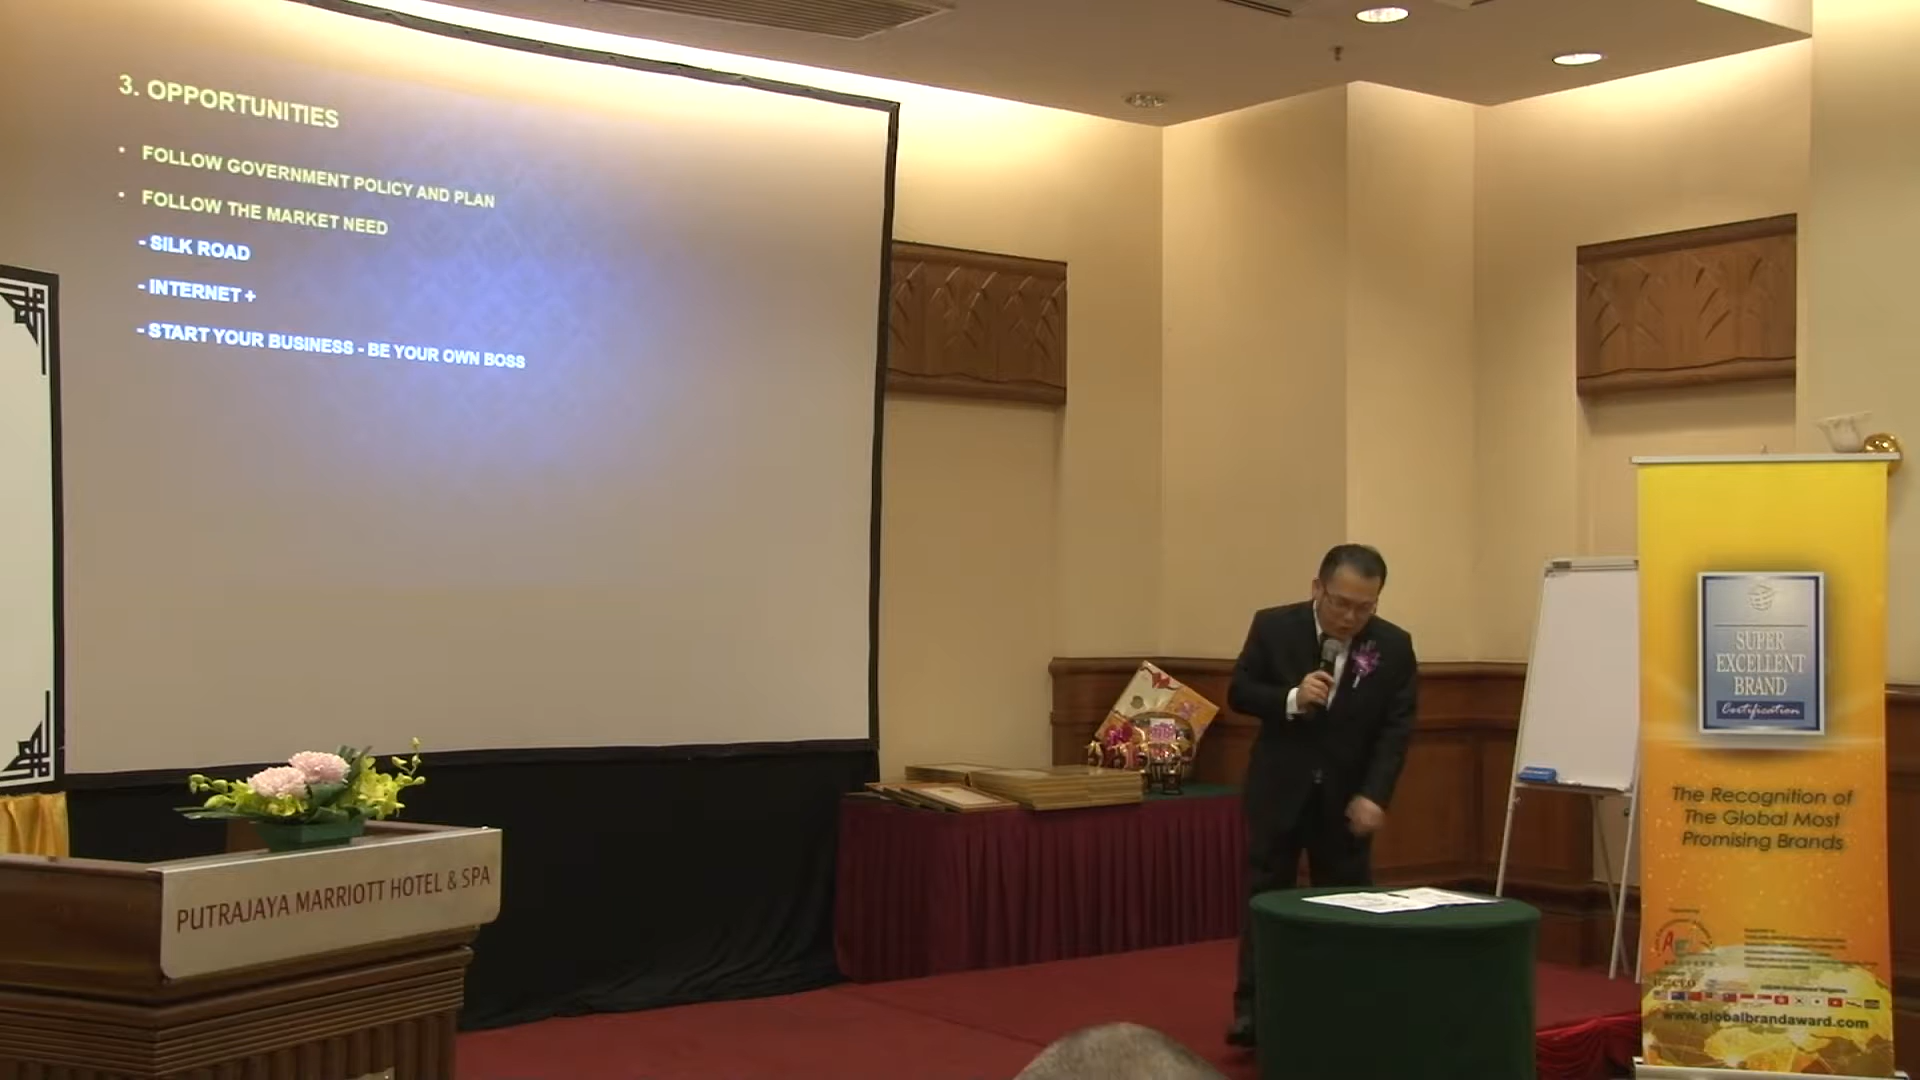 3. OPPORTUNITIES
• FOLLOW GOVERNMENT POLICY AND PLAN
• FOLLOW THE MARKET NEED
- SILK ROAD
- INTERNET +
- START YOUR BUSINESS - BE YOUR OWN BOSS
PUTRAJAYA MARRIOTT HOTEL & SPA
SUPER
EXCELLENT
BRAND
Certification
The Recognition of
The Global Most
Promising Brands
www.globalbrandaward.com